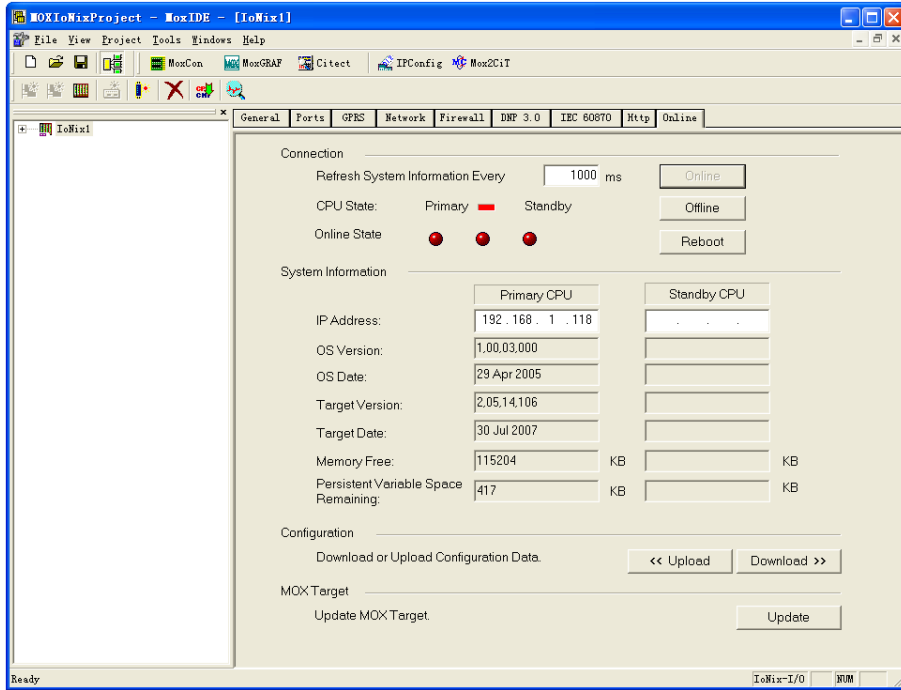 MOXIoNixProject - MoxIDE - [IoNix1]
File View Project Tools Windows Help
MoxCon MoxGRAF Citect IPConfig Mox2CiT
IoNix1
General Ports GPRS Network Firewall DNP 3.0 IEC 60870 Http Online
Connection
Refresh System Information Every 1000 ms Online
CPU State: Primary Standby Offline
Online State Reboot
System Information
Primary CPU Standby CPU
IP Address: 192 . 168 . 1 . 118 . . .
OS Version: 1,00,03,000
OS Date: 29 Apr 2005
Target Version: 2,05,14,106
Target Date: 30 Jul 2007
Memory Free: 115204 KB KB
Persistent Variable Space
Remaining: 417 KB KB
Configuration
Download or Upload Configuration Data. << Upload Download >>
MOX Target
Update MOX Target. Update
Ready IoNix-I/O NUM